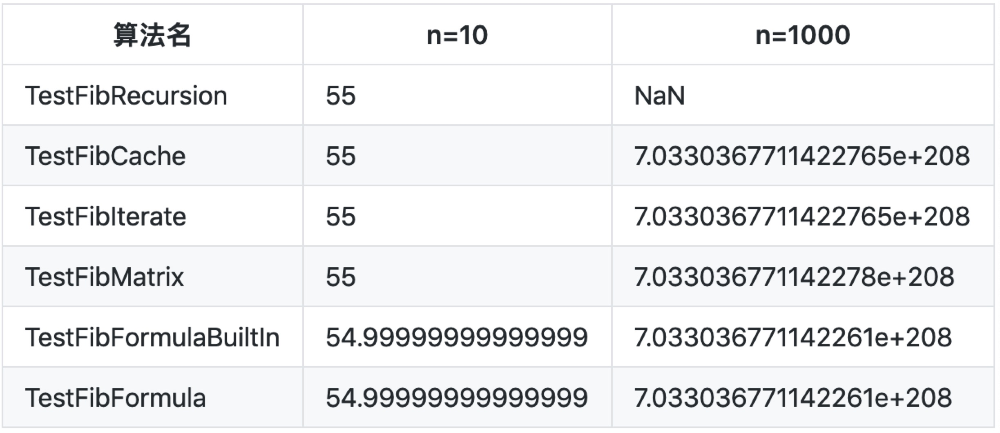 算法名 n=10 n=1000
TestFibRecursion 55 NaN
TestFibCache 55 7.0330367711422765e+208
TestFibIterate 55 7.0330367711422765e+208
TestFibMatrix 55 7.033036771142278e+208
TestFibFormulaBuiltIn 54.99999999999999 7.033036771142261e+208
TestFibFormula 54.99999999999999 7.033036771142261e+208